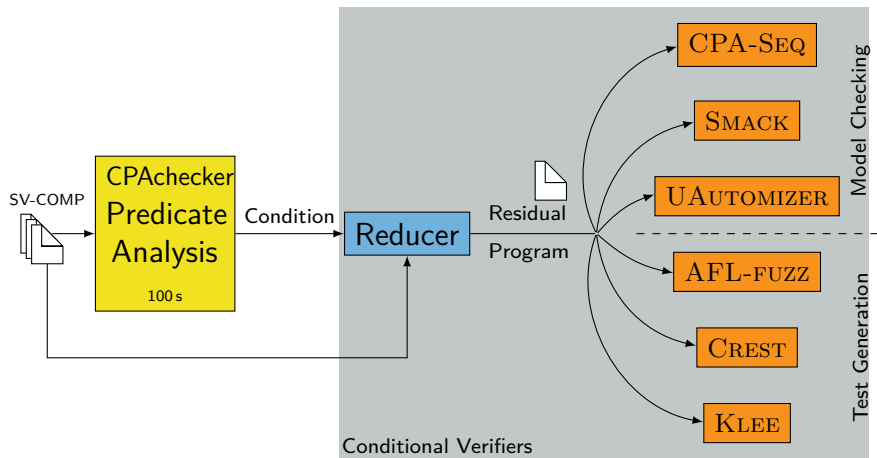 SV-COMP
CPAchecker
Predicate
Analysis
100 s
Condition
Reducer
Residual
Program
CPA-SEQ
SMACK
UAUTOMIZER
AFL-FUZZ
CREST
KLEE
Model Checking
Test Generation
Conditional Verifiers